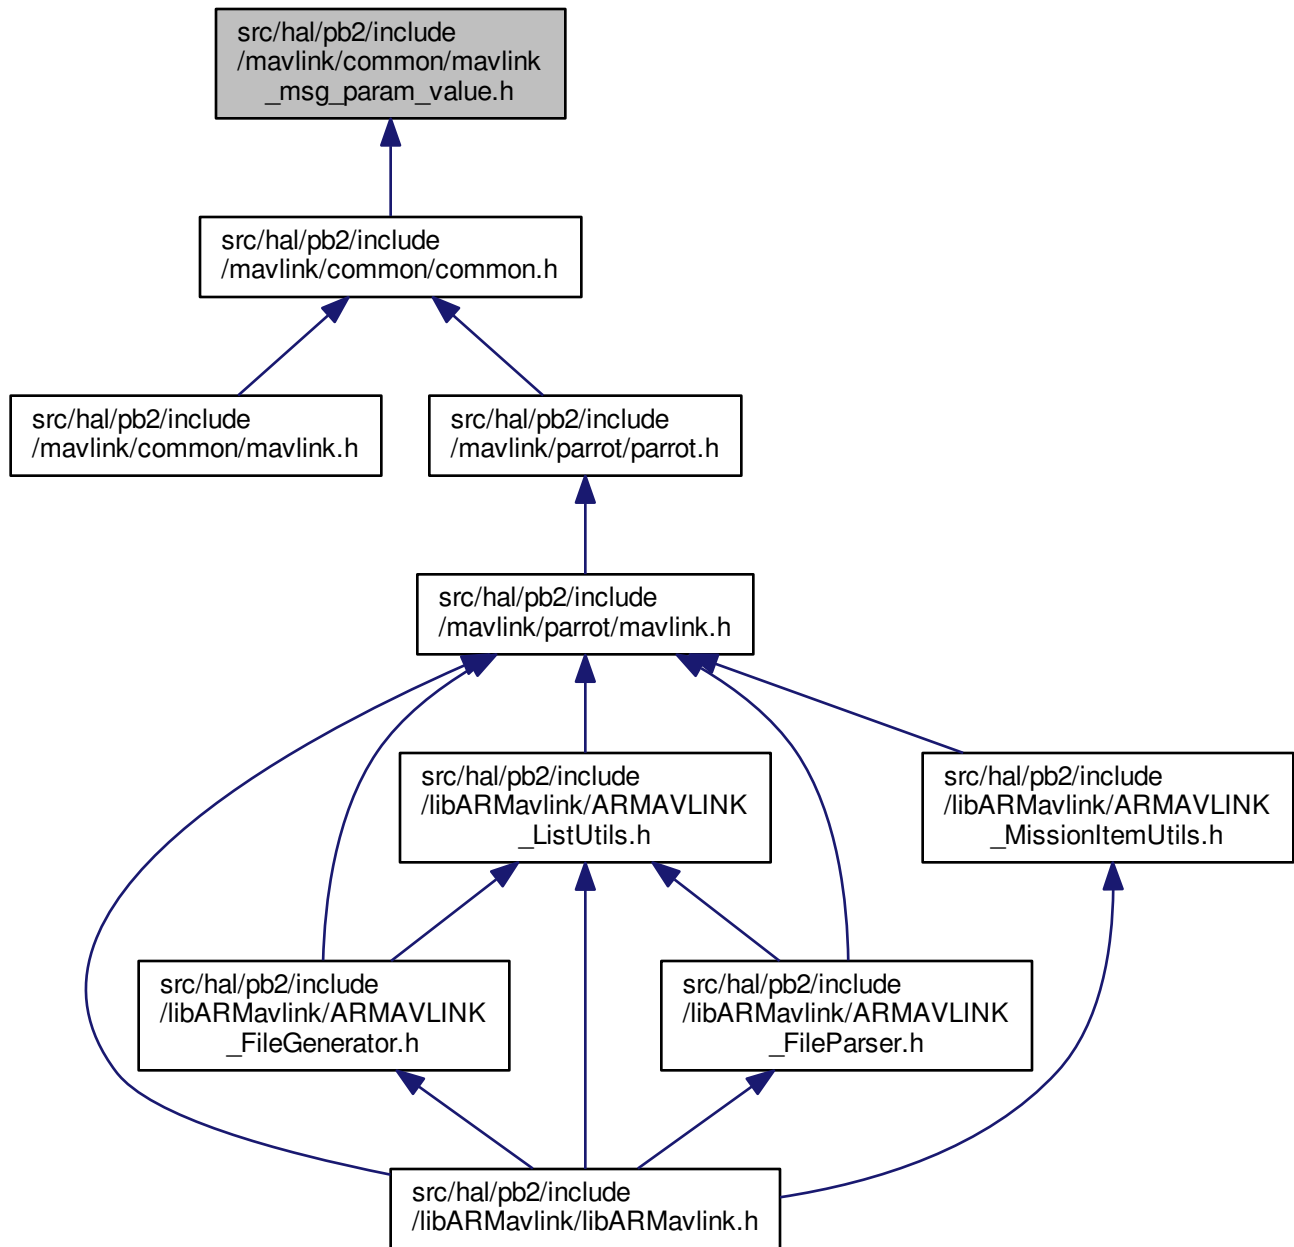 src/hal/pb2/include
/mavlink/common/mavlink
_msg_param_value.h
src/hal/pb2/include
/mavlink/common/common.h
src/hal/pb2/include
/mavlink/common/mavlink.h
src/hal/pb2/include
/mavlink/parrot/parrot.h
src/hal/pb2/include
/mavlink/parrot/mavlink.h
src/hal/pb2/include
/libARMavlink/ARMAVLINK
_ListUtils.h
src/hal/pb2/include
/libARMavlink/ARMAVLINK
_MissionItemUtils.h
src/hal/pb2/include
/libARMavlink/ARMAVLINK
_FileGenerator.h
src/hal/pb2/include
/libARMavlink/ARMAVLINK
_FileParser.h
src/hal/pb2/include
/libARMavlink/libARMavlink.h